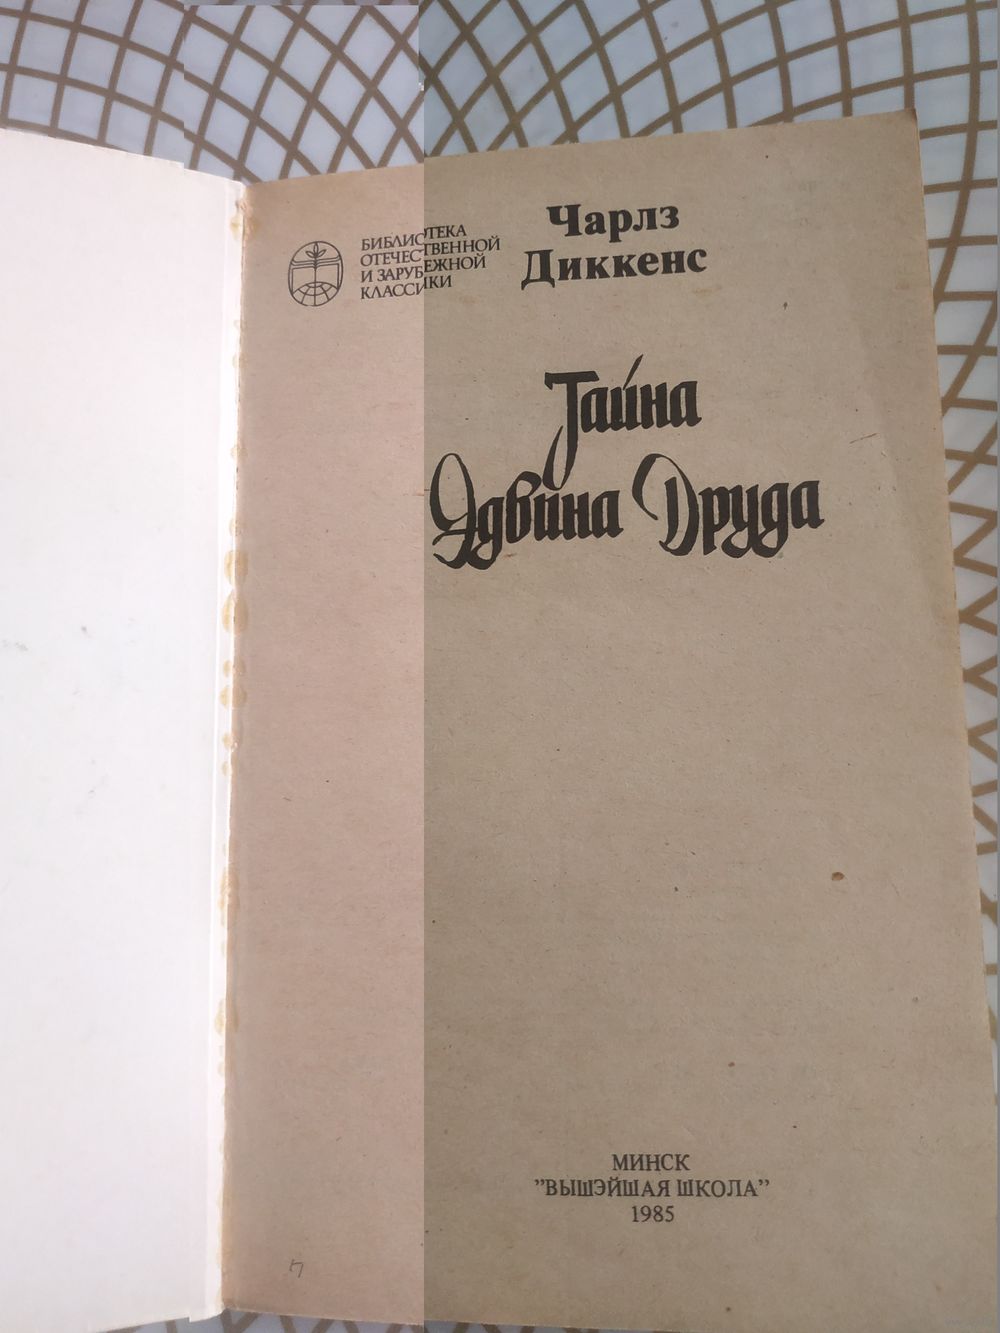 БИБЛИОТЕКА
ОТЕЧЕСТВЕННОЙ
И ЗАРУБЕЖНОЙ
КЛАССИКИ
Чарлз
Диккенс
Тайна
Эдвина Друда
МИНСК
"ВЫШЭЙШАЯ ШКОЛА"
1985